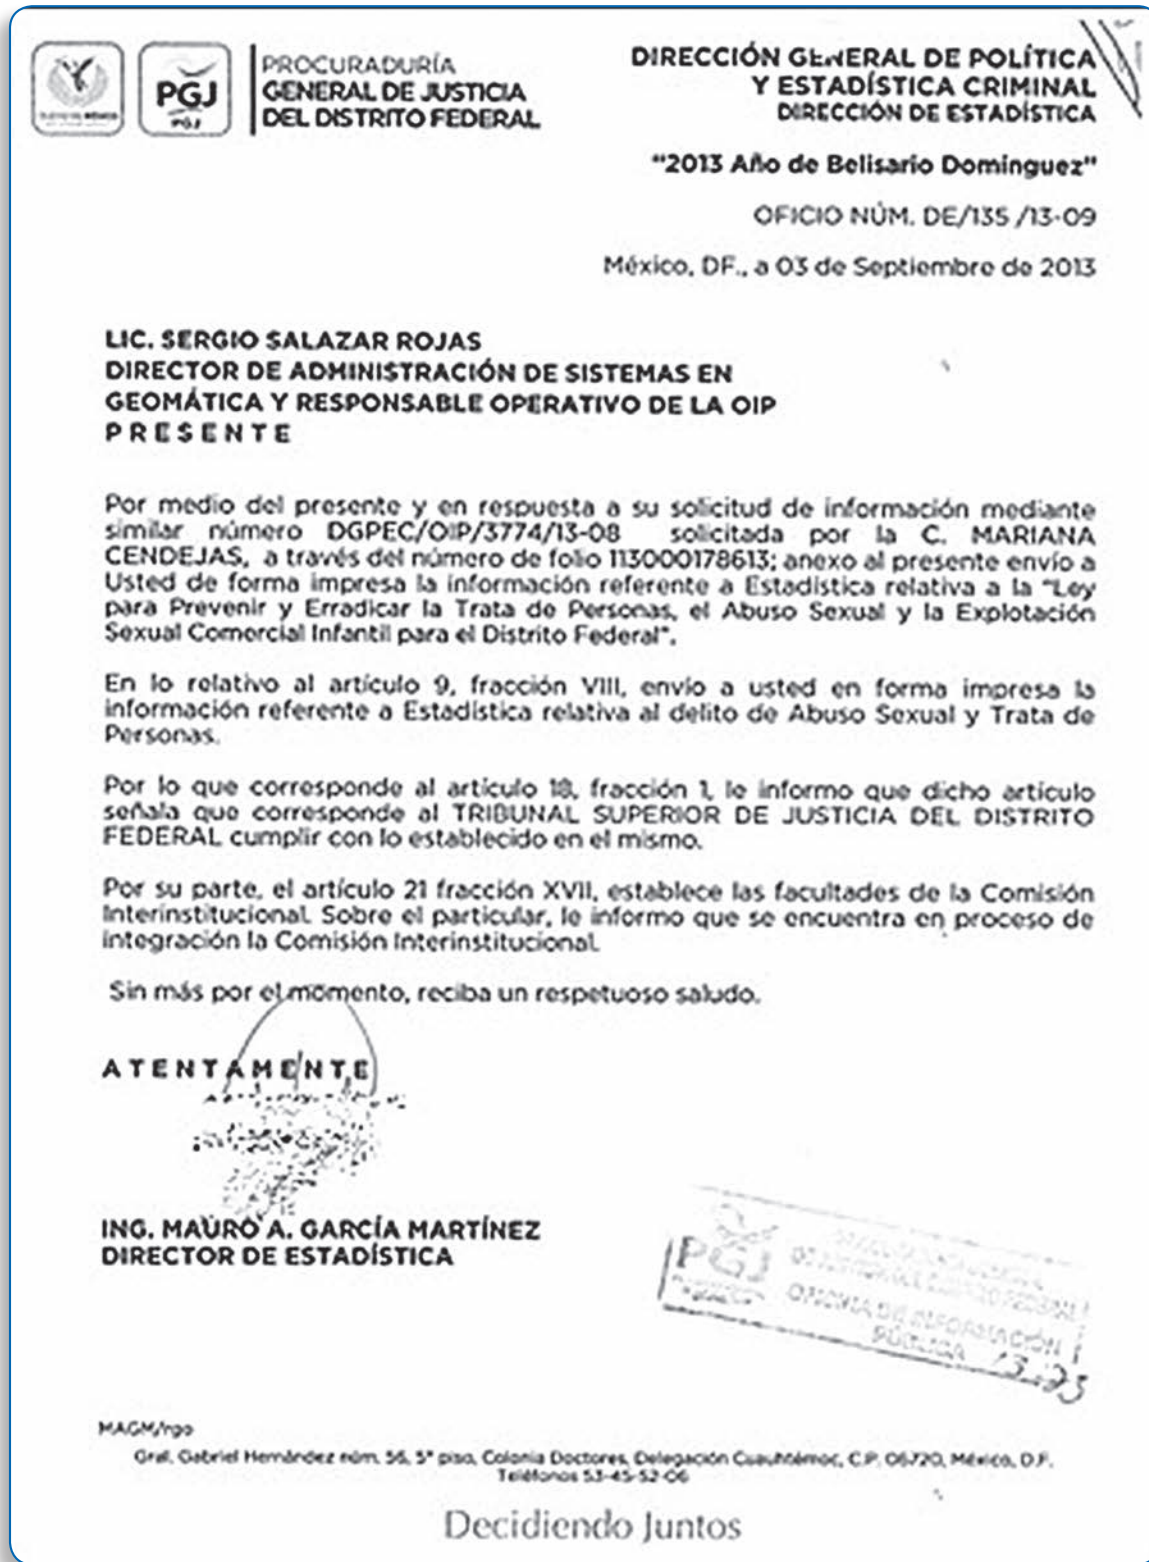 PGJ
PGJ
PROCURADURÍA
GENERAL DE JUSTICIA
DEL DISTRITO FEDERAL
DIRECCIÓN GENERAL DE POLÍTICA
Y ESTADÍSTICA CRIMINAL
DIRECCIÓN DE ESTADÍSTICA
"2013 Año de Belisario Domínguez"
OFICIO NÚM. DE/135 /13-09
México, DF., a 03 de Septiembre de 2013
LIC. SERGIO SALAZAR ROJAS
DIRECTOR DE ADMINISTRACIÓN DE SISTEMAS EN
GEOMÁTICA Y RESPONSABLE OPERATIVO DE LA OIP
P R E S E N T E
Por medio del presente y en respuesta a su solicitud de información mediante
similar número DGPEC/OIP/3774/13-08 solicitada por la C. MARIANA
CENDEJAS, a través del número de folio 113000178613; anexo al presente envío a
Usted de forma impresa la información referente a Estadística relativa a la "Ley
para Prevenir y Erradicar la Trata de Personas, el Abuso Sexual y la Explotación
Sexual Comercial Infantil para el Distrito Federal".
En lo relativo al artículo 9, fracción VIII, envío a usted en forma impresa la
información referente a Estadística relativa al delito de Abuso Sexual y Trata de
Personas.
Por lo que corresponde al artículo 18, fracción 1, le informo que dicho artículo
señala que corresponde al TRIBUNAL SUPERIOR DE JUSTICIA DEL DISTRITO
FEDERAL cumplir con lo establecido en el mismo.
Por su parte, el artículo 21 fracción XVII, establece las facultades de la Comisión
Interinstitucional. Sobre el particular, le informo que se encuentra en proceso de
integración la Comisión Interinstitucional.
Sin más por el momento, reciba un respetuoso saludo.
A T E N T A M E N T E
ING. MAURO A. GARCÍA MARTÍNEZ
DIRECTOR DE ESTADÍSTICA
PGJ
OFICINA DE INFORMACIÓN
PÚBLICA
MAGM/rgo
Gral. Gabriel Hernández núm. 56, 5° piso, Colonia Doctores, Delegación Cuauhtémoc, C.P. 06720, México, D.F.
Teléfonos 53-45-52-06
Decidiendo Juntos